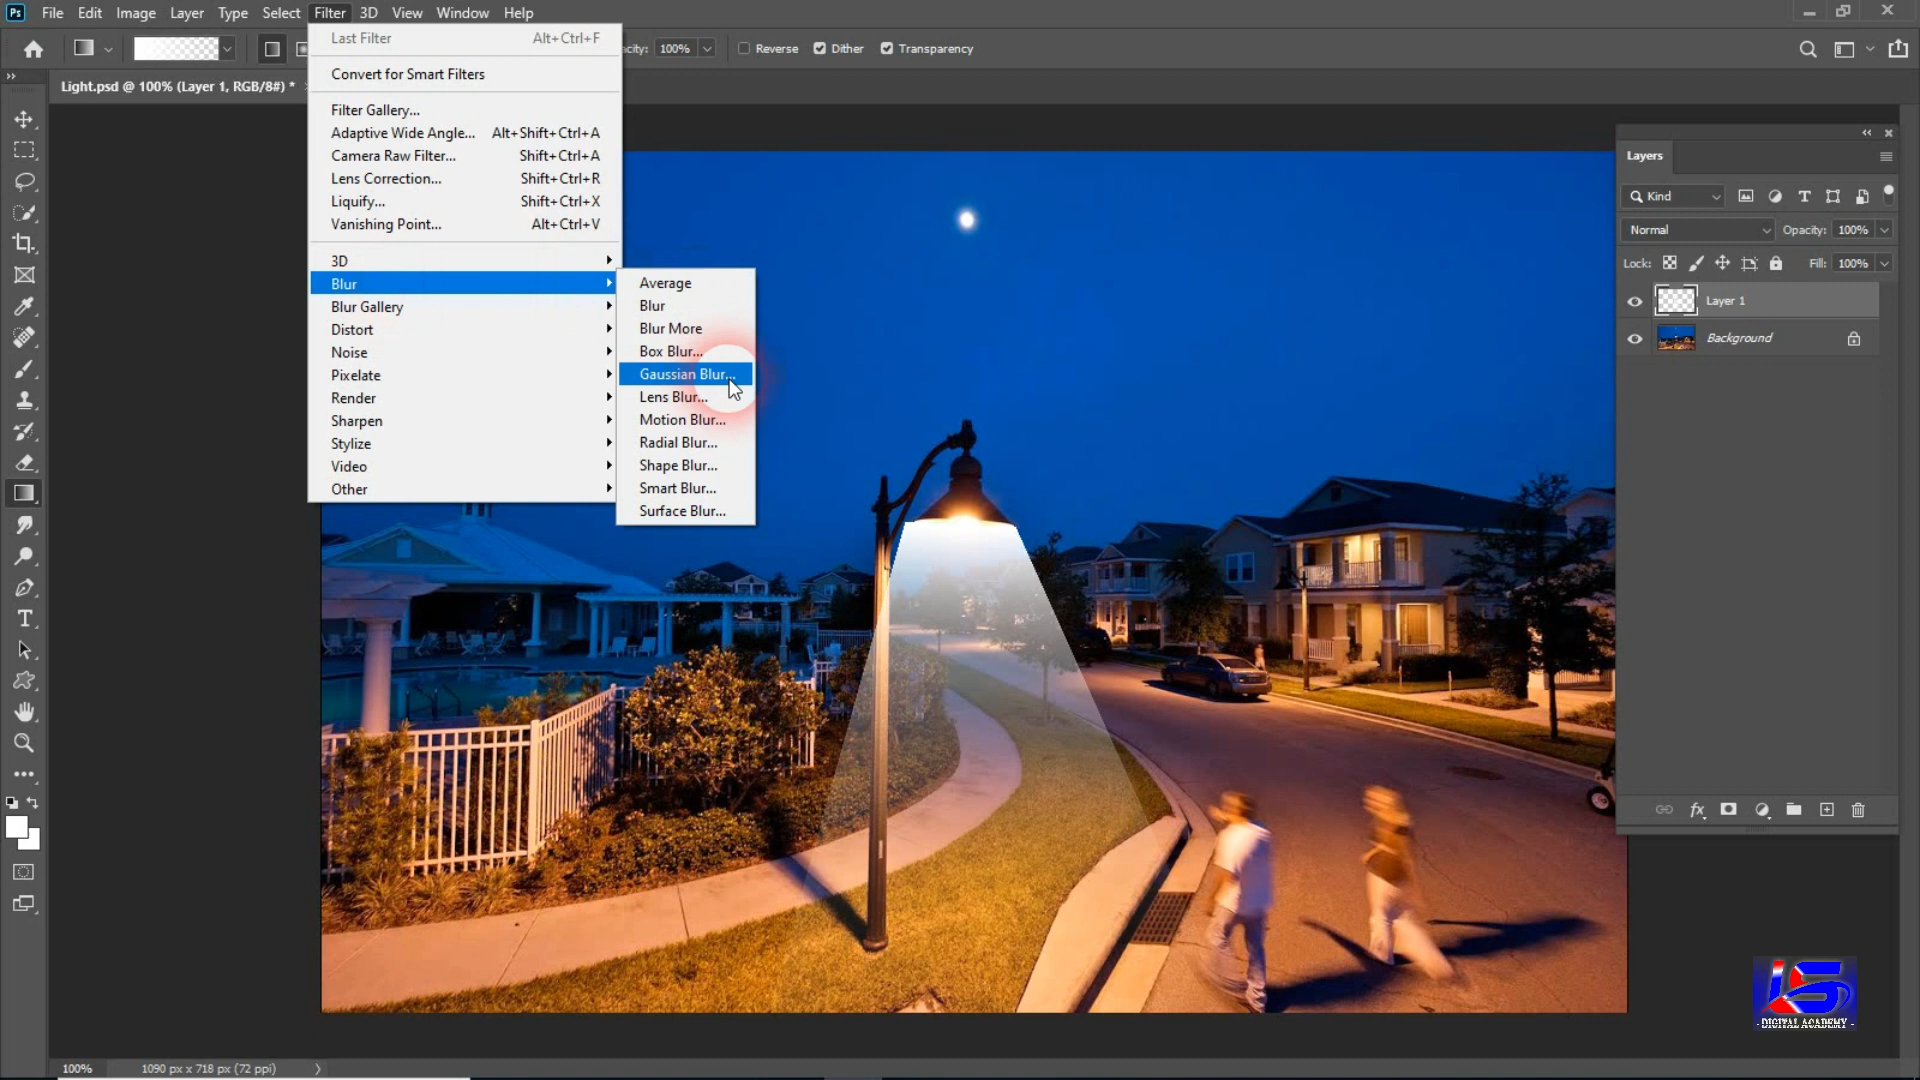 Ps File Edit Image Layer Type Select Filter 3D View Window Help
acity: 100% Reverse Dither Transparency
Light.psd @ 100% (Layer 1, RGB/8#) *
Last Filter Alt+Ctrl+F
Convert for Smart Filters
Filter Gallery...
Adaptive Wide Angle... Alt+Shift+Ctrl+A
Camera Raw Filter... Shift+Ctrl+A
Lens Correction... Shift+Ctrl+R
Liquify... Shift+Ctrl+X
Vanishing Point... Alt+Ctrl+V
3D
Blur
Blur Gallery
Distort
Noise
Pixelate
Render
Sharpen
Stylize
Video
Other
Average
Blur
Blur More
Box Blur...
Gaussian Blur...
Lens Blur...
Motion Blur...
Radial Blur...
Shape Blur...
Smart Blur...
Surface Blur...
Layers
Kind
Normal Opacity: 100%
Lock: Fill: 100%
Layer 1
Background
fx
LS
- DIGITAL ACADEMY -
100% 1090 px x 718 px (72 ppi)